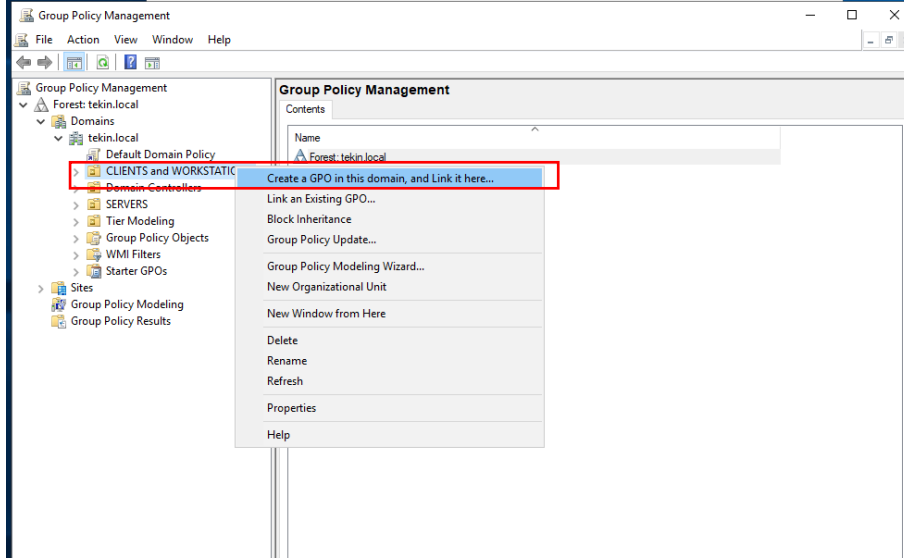 Group Policy Management
File Action View Window Help
Group Policy Management
Forest: tekin.local
Domains
tekin.local
Default Domain Policy
CLIENTS and WORKSTATIC
Domain Controllers
SERVERS
Tier Modeling
Group Policy Objects
WMI Filters
Starter GPOs
Sites
Group Policy Modeling
Group Policy Results
Group Policy Management
Contents
Name
Forest: tekin.local
Create a GPO in this domain, and Link it here...
Link an Existing GPO...
Block Inheritance
Group Policy Update...
Group Policy Modeling Wizard...
New Organizational Unit
New Window from Here
Delete
Rename
Refresh
Properties
Help